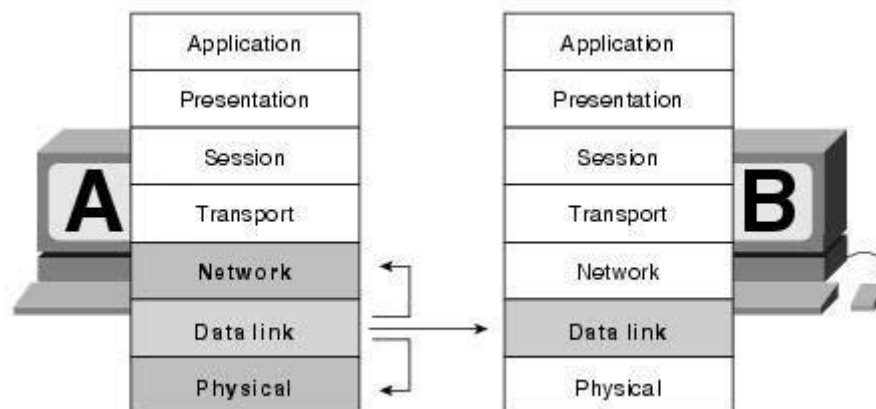 Application
Presentation
Session
Transport
Network
Data link
Physical
A
Application
Presentation
Session
Transport
Network
Data link
Physical
B